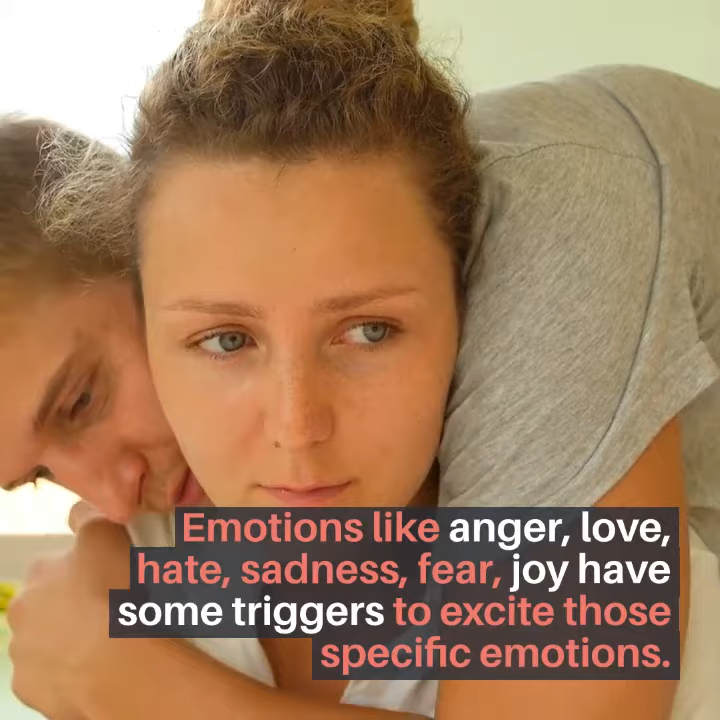 Emotions like anger, love,
hate, sadness, fear, joy have
some triggers to excite those
specific emotions.